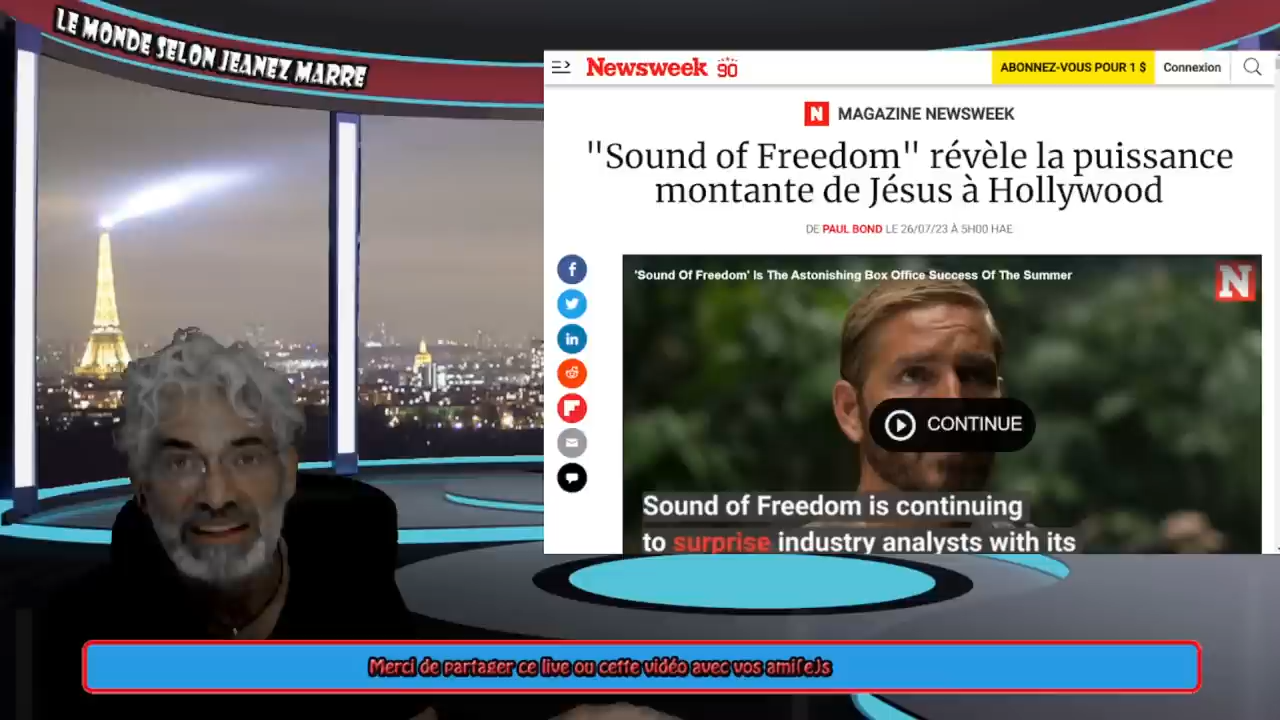 LE MONDE SELON JEANEZ MARRE
Newsweek 90
ABONNEZ-VOUS POUR 1 $
Connexion
N MAGAZINE NEWSWEEK
"Sound of Freedom" révèle la puissance
montante de Jésus à Hollywood
DE PAUL BOND LE 26/07/23 À 5H00 HAE
'Sound Of Freedom' Is The Astonishing Box Office Success Of The Summer
N
CONTINUE
Sound of Freedom is continuing
to surprise industry analysts with its
Merci de partager ce live ou cette vidéo avec vos ami(e)s